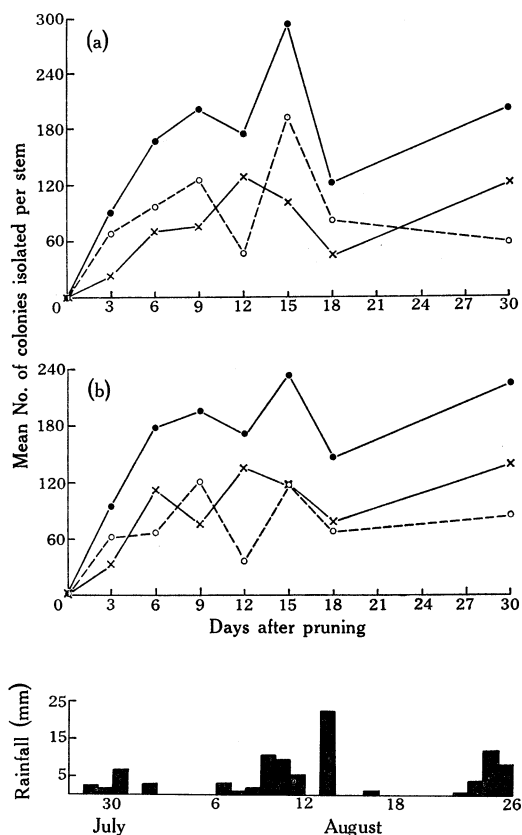 Mean No. of colonies isolated per stem
(a)
300
240
180
120
60
0 3 6 9 12 15 18 21 24 27 30
(b)
240
180
120
60
0 3 6 9 12 15 18 21 24 27 30
Days after pruning
Rainfall (mm)
25
15
5
30 6 12 18 26
July August